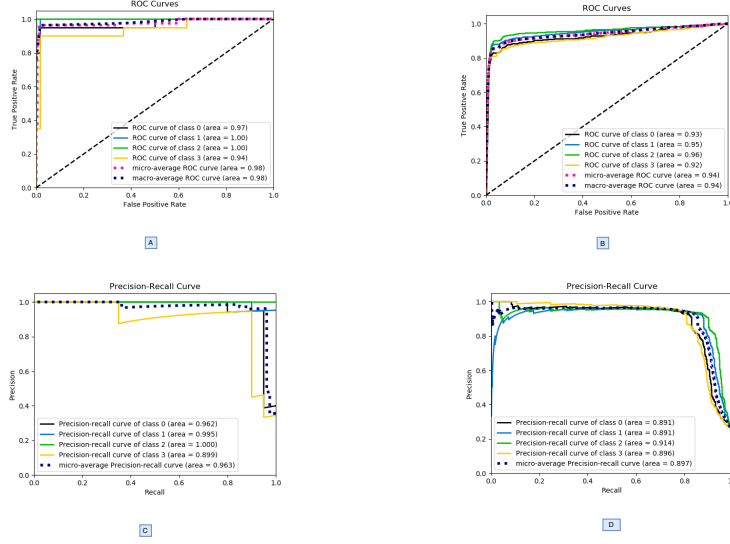 ROC Curves
1.0
0.8
0.6
0.4
0.2
0.0
True Positive Rate
ROC curve of class 0 (area = 0.97)
ROC curve of class 1 (area = 1.00)
ROC curve of class 2 (area = 1.00)
ROC curve of class 3 (area = 0.94)
micro-average ROC curve (area = 0.98)
macro-average ROC curve (area = 0.98)
0.0 0.2 0.4 0.6 0.8 1.0
False Positive Rate
A
ROC Curves
1.0
0.8
0.6
0.4
0.2
0.0
True Positive Rate
ROC curve of class 0 (area = 0.93)
ROC curve of class 1 (area = 0.95)
ROC curve of class 2 (area = 0.96)
ROC curve of class 3 (area = 0.92)
micro-average ROC curve (area = 0.94)
macro-average ROC curve (area = 0.94)
0.0 0.2 0.4 0.6 0.8 1.0
False Positive Rate
B
Precision-Recall Curve
1.0
0.8
0.6
0.4
0.2
0.0
Precision
Precision-recall curve of class 0 (area = 0.962)
Precision-recall curve of class 1 (area = 0.995)
Precision-recall curve of class 2 (area = 1.000)
Precision-recall curve of class 3 (area = 0.899)
micro-average Precision-recall curve (area = 0.963)
0.0 0.2 0.4 0.6 0.8 1.0
Recall
C
Precision-Recall Curve
1.0
0.8
0.6
0.4
0.2
0.0
Precision
Precision-recall curve of class 0 (area = 0.891)
Precision-recall curve of class 1 (area = 0.891)
Precision-recall curve of class 2 (area = 0.914)
Precision-recall curve of class 3 (area = 0.896)
micro-average Precision-recall curve (area = 0.897)
0.0 0.2 0.4 0.6 0.8
Recall
D